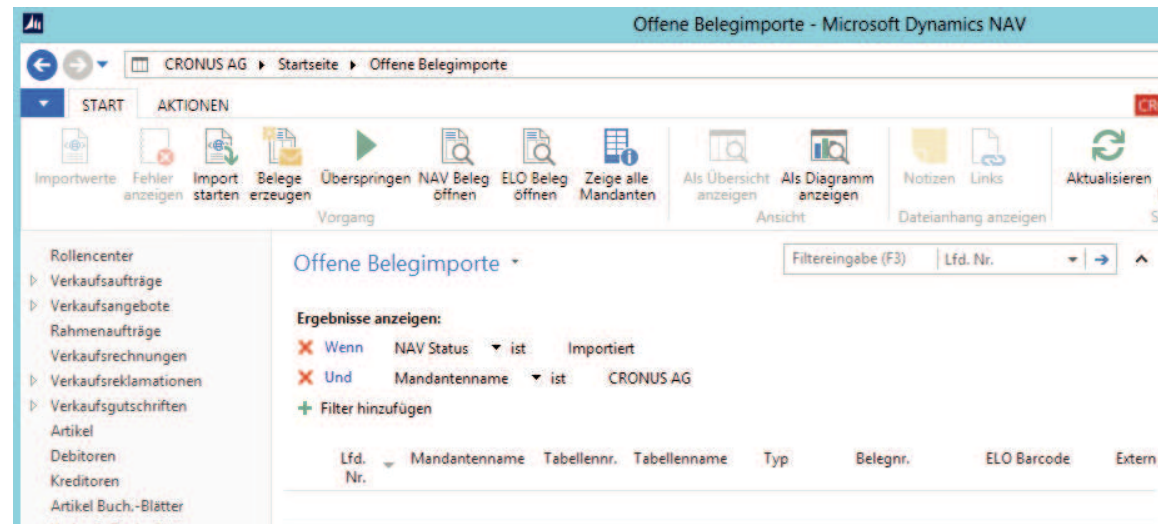 Offene Belegimporte - Microsoft Dynamics NAV
CRONUS AG Startseite Offene Belegimporte
START AKTIONEN
CR
Importwerte Fehler anzeigen Import starten Belege erzeugen Überspringen NAV Beleg öffnen ELO Beleg öffnen Zeige alle Mandanten Als Übersicht anzeigen Als Diagramm anzeigen Notizen Links Aktualisieren
Vorgang Ansicht Dateianhang anzeigen S
Rollencenter
Verkaufsaufträge
Verkaufsangebote
Rahmenaufträge
Verkaufsrechnungen
Verkaufsreklamationen
Verkaufsgutschriften
Artikel
Debitoren
Kreditoren
Artikel Buch.-Blätter
Offene Belegimporte
Filtereingabe (F3) Lfd. Nr.
Ergebnisse anzeigen:
Wenn NAV Status ist Importiert
Und Mandantenname ist CRONUS AG
Filter hinzufügen
Lfd. Nr. Mandantenname Tabellennr. Tabellenname Typ Belegnr. ELO Barcode Extern